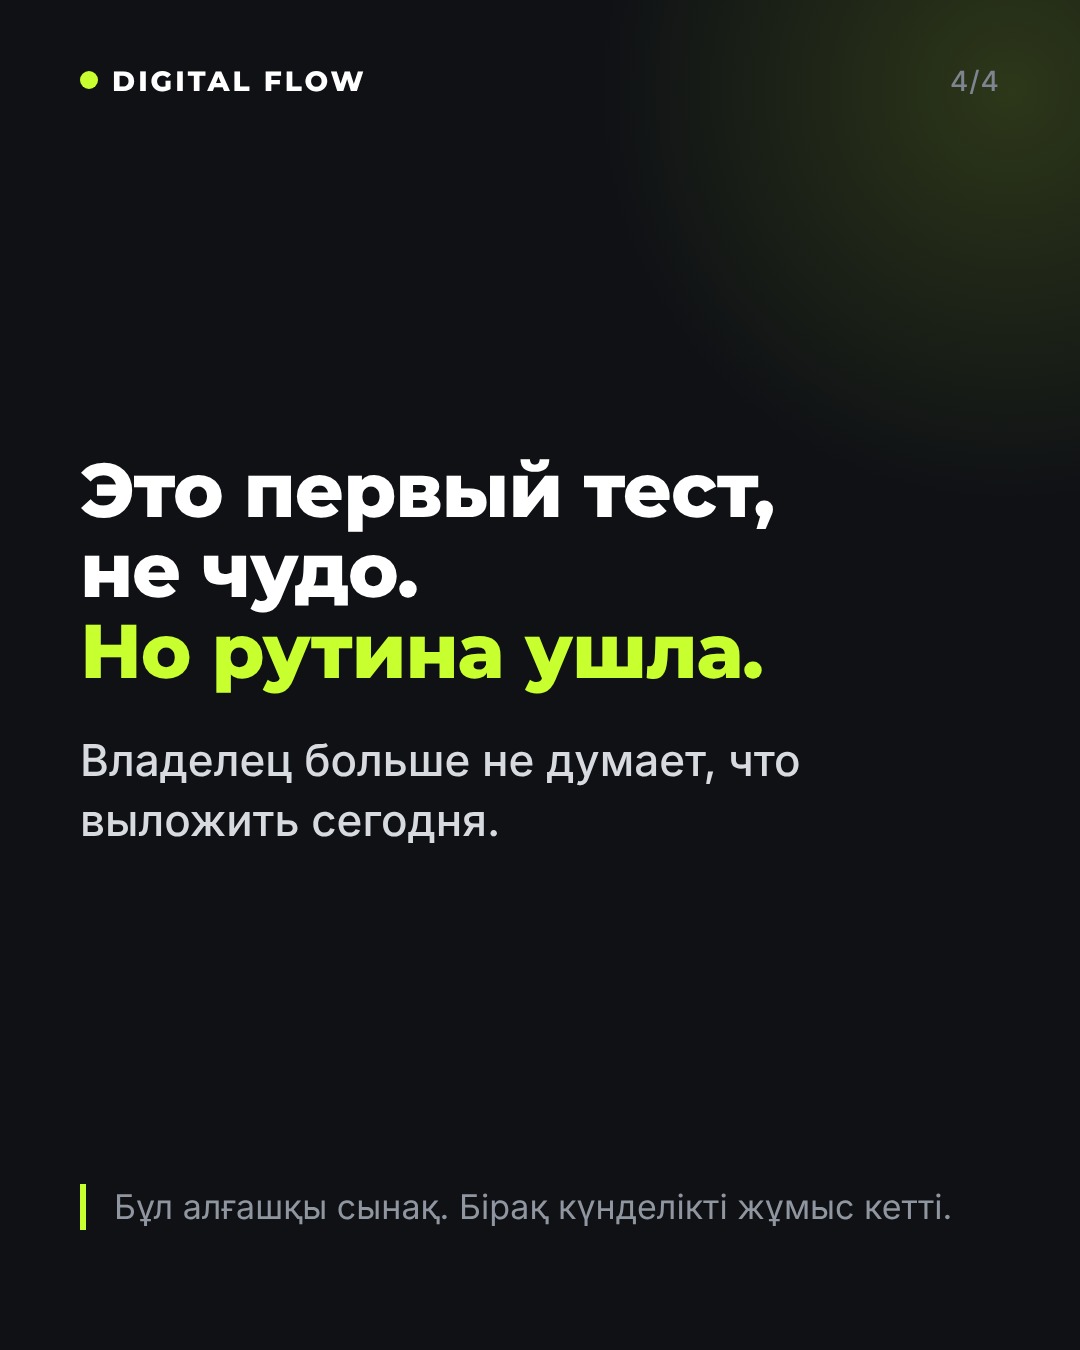 DIGITAL FLOW
4/4
Это первый тест,
не чудо.
Но рутина ушла.
Владелец больше не думает, что
выложить сегодня.
Бұл алғашқы сынақ. Бірақ күнделікті жұмыс кетті.